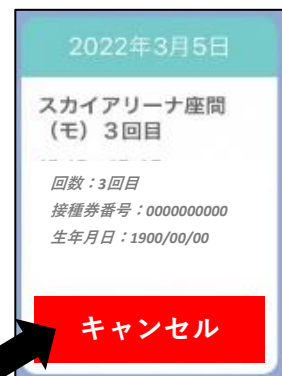 2022年3月5日
スカイアリーナ座間
（モ）３回目
回数：3回目
接種券番号：0000000000
生年月日：1900/00/00
キャンセル